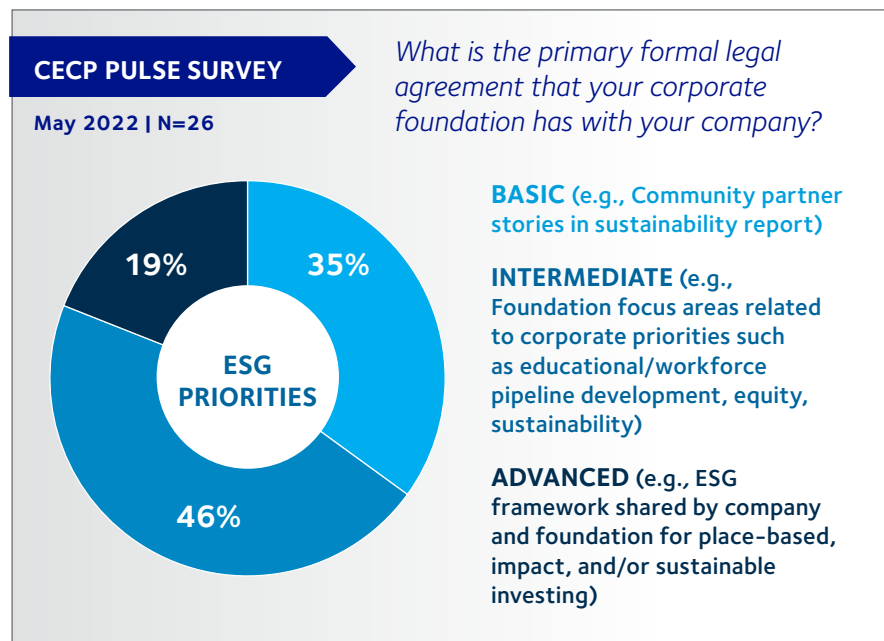 CECP PULSE SURVEY
May 2022 | N=26
What is the primary formal legal
agreement that your corporate
foundation has with your company?
35%
19%
46%
ESG
PRIORITIES
BASIC (e.g., Community partner
stories in sustainability report)
INTERMEDIATE (e.g.,
Foundation focus areas related
to corporate priorities such
as educational/workforce
pipeline development, equity,
sustainability)
ADVANCED (e.g., ESG
framework shared by company
and foundation for place-based,
impact, and/or sustainable
investing)